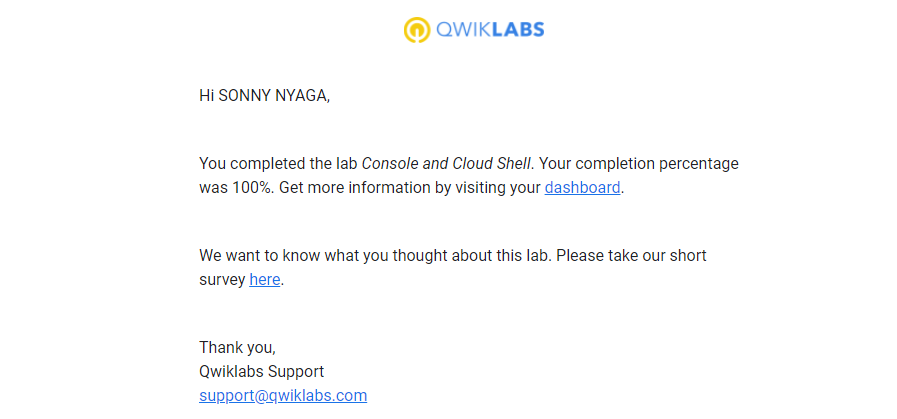 QWIKLABS
Hi SONNY NYAGA,
You completed the lab Console and Cloud Shell. Your completion percentage
was 100%. Get more information by visiting your dashboard.
We want to know what you thought about this lab. Please take our short
survey here.
Thank you,
Qwiklabs Support
support@qwiklabs.com